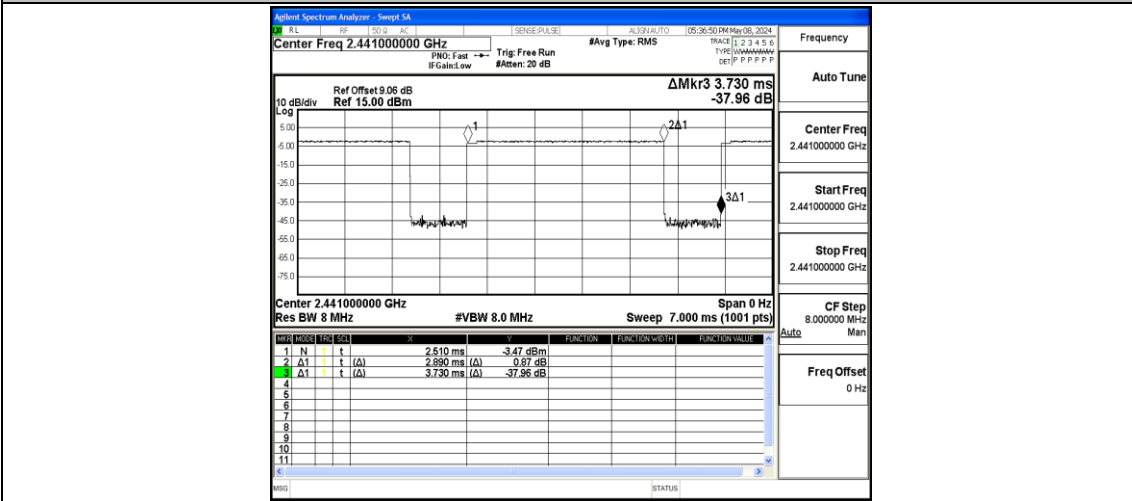 Agilent Spectrum Analyzer - Swept SA
RL RF 50 Ω AC SENSE:PULSE ALIGN AUTO 05:36:50 PM May 08, 2024
Center Freq 2.441000000 GHz #Avg Type: RMS TRACE 1 2 3 4 5 6
PNO: Fast Trig: Free Run TYPE
IFGain:Low #Atten: 20 dB DET P P P P P P
Frequency
Auto Tune
Center Freq
2.441000000 GHz
Start Freq
2.441000000 GHz
Stop Freq
2.441000000 GHz
CF Step
8.000000 MHz
Auto Man
Freq Offset
0 Hz
ΔMkr3 3.730 ms
-37.96 dB
Ref Offset 9.06 dB
10 dB/div Ref 15.00 dBm
Log
5.00
-5.00
-15.0
-25.0
-35.0
-45.0
-55.0
-65.0
-75.0
1
2Δ1
3Δ1
Center 2.441000000 GHz Span 0 Hz
Res BW 8 MHz #VBW 8.0 MHz Sweep 7.000 ms (1001 pts)
MKR MODE TRC SCL X Y FUNCTION FUNCTION WIDTH FUNCTION VALUE
1 N 1 t 2.510 ms -3.47 dBm
2 Δ1 1 t (Δ) 2.890 ms (Δ) 0.87 dB
3 Δ1 1 t (Δ) 3.730 ms (Δ) -37.96 dB
4
5
6
7
8
9
10
11
MSG STATUS